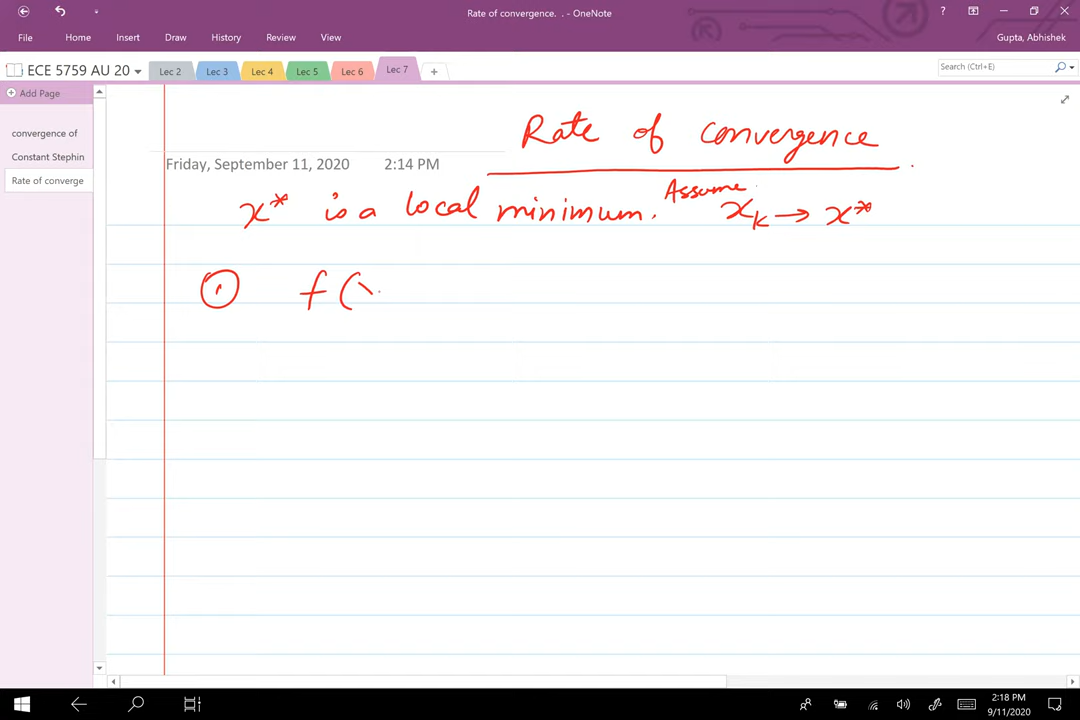 Rate of convergence. . - OneNote
?
File Home Insert Draw History Review View
Gupta, Abhishek
ECE 5759 AU 20
Lec 2 Lec 3 Lec 4 Lec 5 Lec 6 Lec 7 +
Search (Ctrl+E)
Add Page
convergence of
Constant Stephin
Rate of converge
Rate of convergence
Friday, September 11, 2020 2:14 PM
x* is a local minimum. Assume x_k → x*
① f (
2:18 PM
9/11/2020